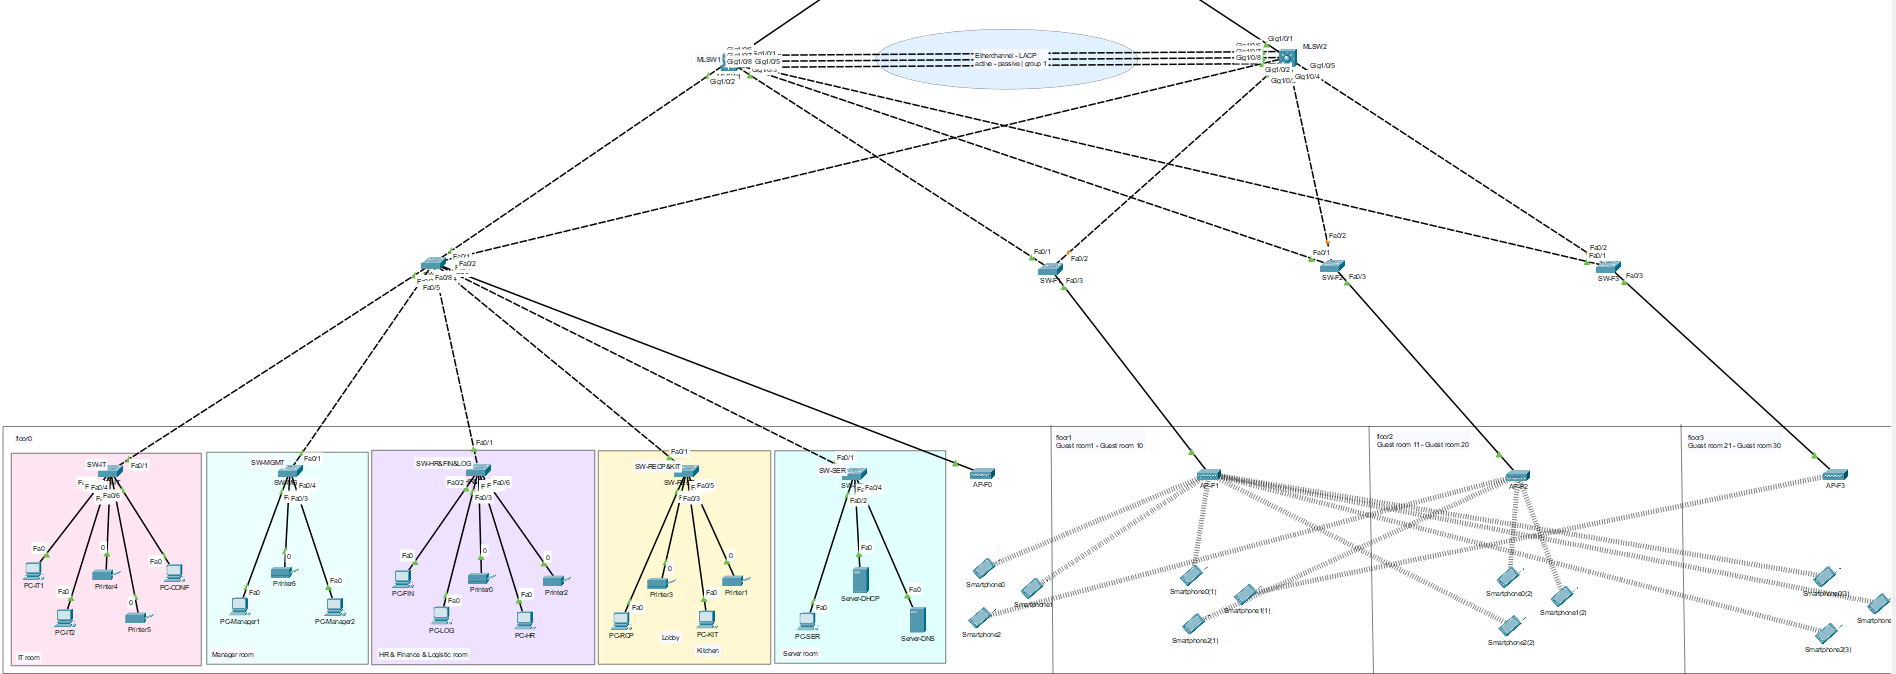 Gig1/0/1
MLSW2
MLSW1
Gig1/0/8
Gig1/0/5
Gig1/0/2
Etherchannel - LACP
active - passive | group 1
Gig1/0/8
Gig1/0/5
Gig1/0/2
Gig1/0/4
Fa0/2
Fa0/8
Fa0/5
Fa0/1
Fa0/2
SW-F1
Fa0/3
Fa0/2
Fa0/1
SW-F2
Fa0/3
Fa0/2
Fa0/1
SW-F3
Fa0/3
floor0
floor1
Guest room1 - Guest room 10
floor2
Guest room 11 - Guest room 20
floor3
Guest room 21 - Guest room 30
SW-IT
Fa0/1
Fa0/4
Fa0/6
SW-MGMT
Fa0/1
Fa0/4
Fa0/3
Fa0/1
SW-HR&FIN&LOG
Fa0/2
Fa0/6
Fa0/3
Fa0/1
SW-RECP&KIT
Fa0/5
Fa0/3
Fa0/1
SW-SER
Fa0/4
Fa0/2
AP-F0
AP-F1
AP-F2
AP-F3
Fa0
PC-IT1
0
Printer4
Fa0
PC-CONF
Fa0
PC-IT2
0
Printer5
IT room
0
Printer6
Fa0
PC-Manager1
Fa0
PC-Manager2
Manager room
Fa0
PC-FIN
0
Printer0
0
Printer2
Fa0
PC-LOG
Fa0
PC-HR
HR & Finance & Logistic room
0
Printer3
0
Printer1
Fa0
PC-RCP
Fa0
PC-KIT
Lobby
Kitchen
Fa0
Server-DHCP
Fa0
PC-SER
Fa0
Server-DNS
Server room
Smartphone0
Smartphone1
Smartphone2
Smartphone0(1)
Smartphone1(1)
Smartphone2(1)
Smartphone0(2)
Smartphone1(2)
Smartphone2(2)
Smartphone0(3)
Smartphone
Smartphone2(3)